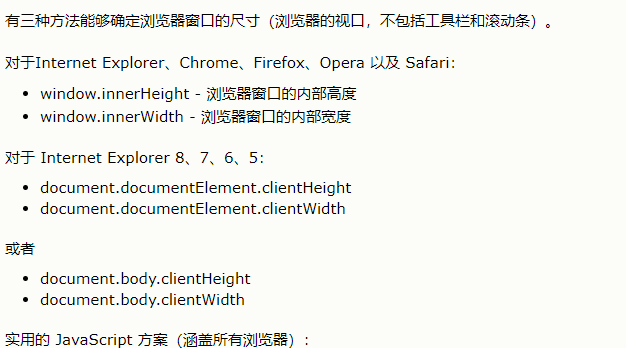 有三种方法能够确定浏览器窗口的尺寸（浏览器的视口，不包括工具栏和滚动条）。
对于Internet Explorer、Chrome、Firefox、Opera 以及 Safari：
• window.innerHeight - 浏览器窗口的内部高度
• window.innerWidth - 浏览器窗口的内部宽度
对于 Internet Explorer 8、7、6、5：
• document.documentElement.clientHeight
• document.documentElement.clientWidth
或者
• document.body.clientHeight
• document.body.clientWidth
实用的 JavaScript 方案（涵盖所有浏览器）：